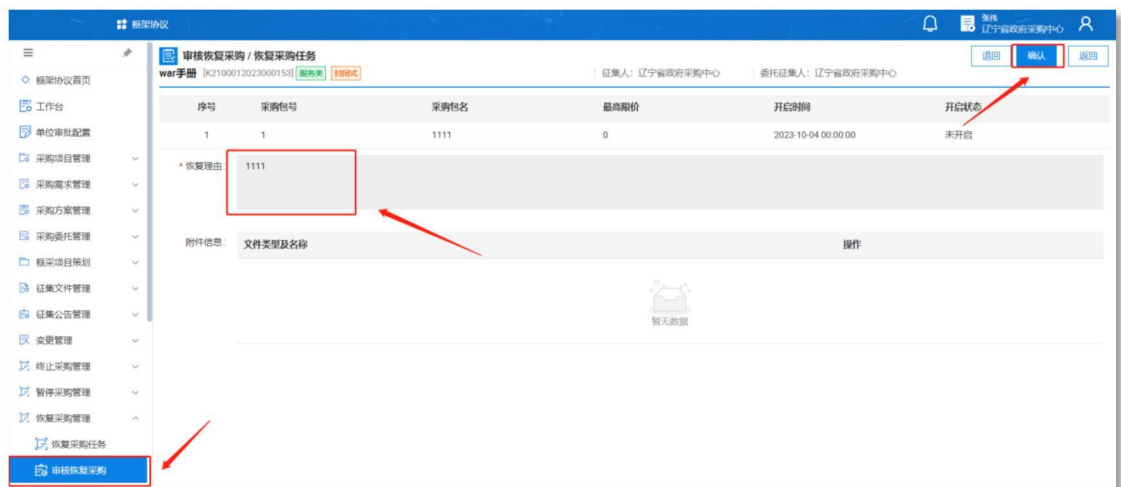 框架协议
张伟
辽宁省政府采购中心
框架协议首页
工作台
单位审批配置
采购项目管理
采购需求管理
采购方案管理
采购委托管理
框采项目策划
征集文件管理
征集公告管理
变更管理
终止采购管理
暂停采购管理
恢复采购管理
恢复采购任务
审核恢复采购
审核恢复采购 / 恢复采购任务
退回 确认 返回
war手册 [K2100012023000153] 服务类 封闭式 征集人：辽宁省政府采购中心 委托征集人：辽宁省政府采购中心
序号 采购包号 采购包名 最高限价 开启时间 开启状态
1 1 1111 0 2023-10-04 00:00:00 未开启
* 恢复理由： 1111
附件信息： 文件类型及名称 操作
暂无数据